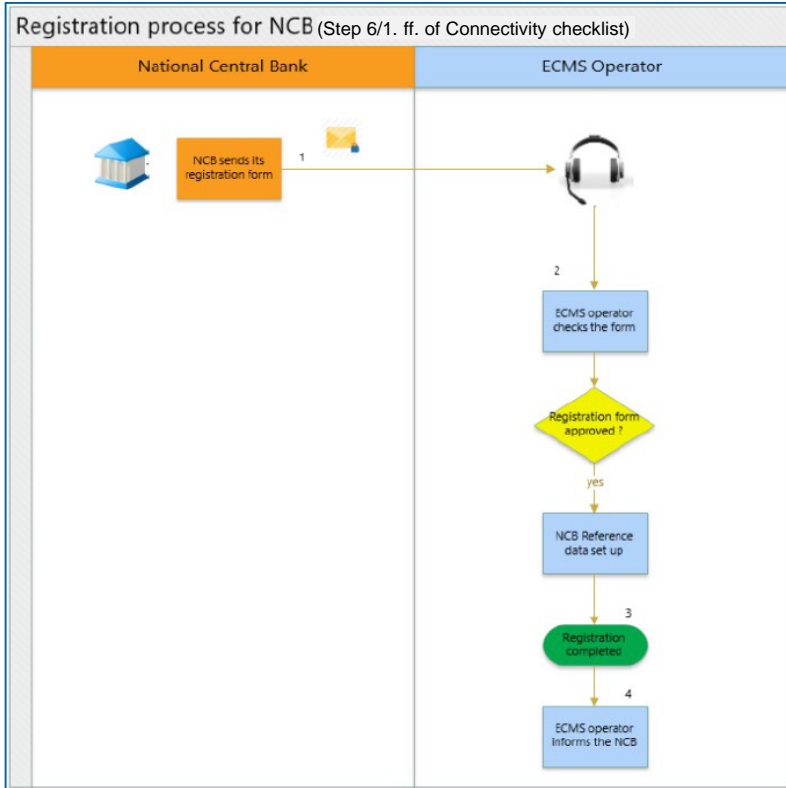 Registration process for NCB (Step 6/1. ff. of Connectivity checklist)
National Central Bank
ECMS Operator
NCB sends its
registration form
1
2
ECMS operator
checks the form
Registration form
approved ?
yes
NCB Reference
data set up
3
Registration
completed
4
ECMS operator
informs the NCB